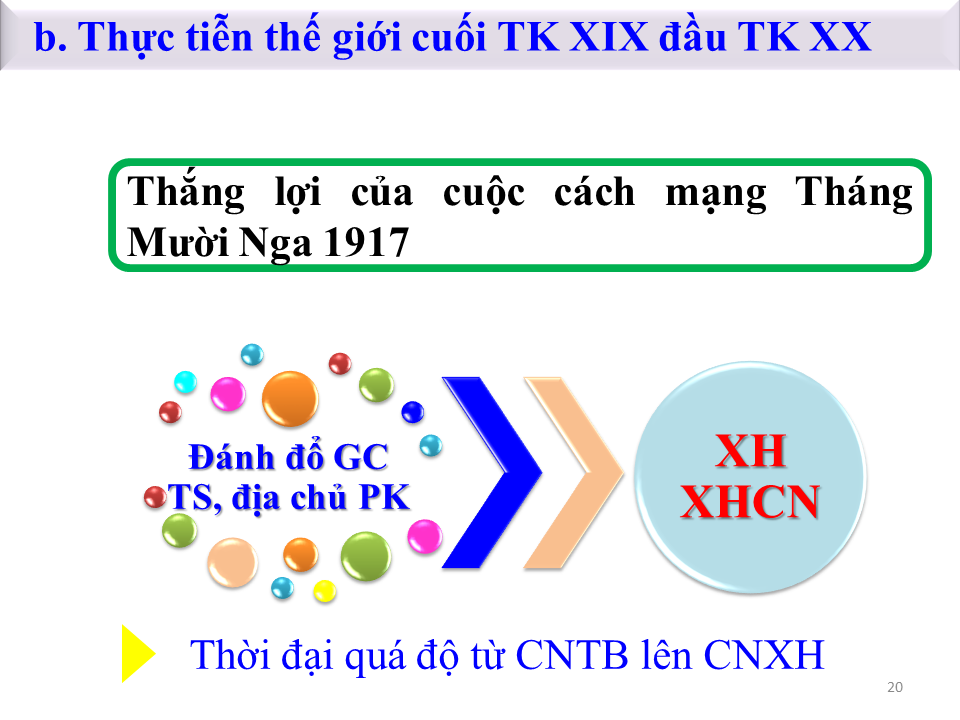 b. Thực tiễn thế giới cuối TK XIX đầu TK XX
Thắng lợi của cuộc cách mạng Tháng
Mười Nga 1917
Đánh đổ GC
TS, địa chủ PK
XH
XHCN
Thời đại quá độ từ CNTB lên CNXH
20